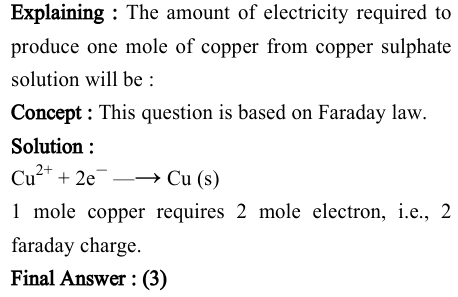 Explaining : The amount of electricity required to
produce one mole of copper from copper sulphate
solution will be :
Concept : This question is based on Faraday law.
Solution :
Cu²⁺ + 2e⁻ ⟶ Cu (s)
1 mole copper requires 2 mole electron, i.e., 2
faraday charge.
Final Answer : (3)